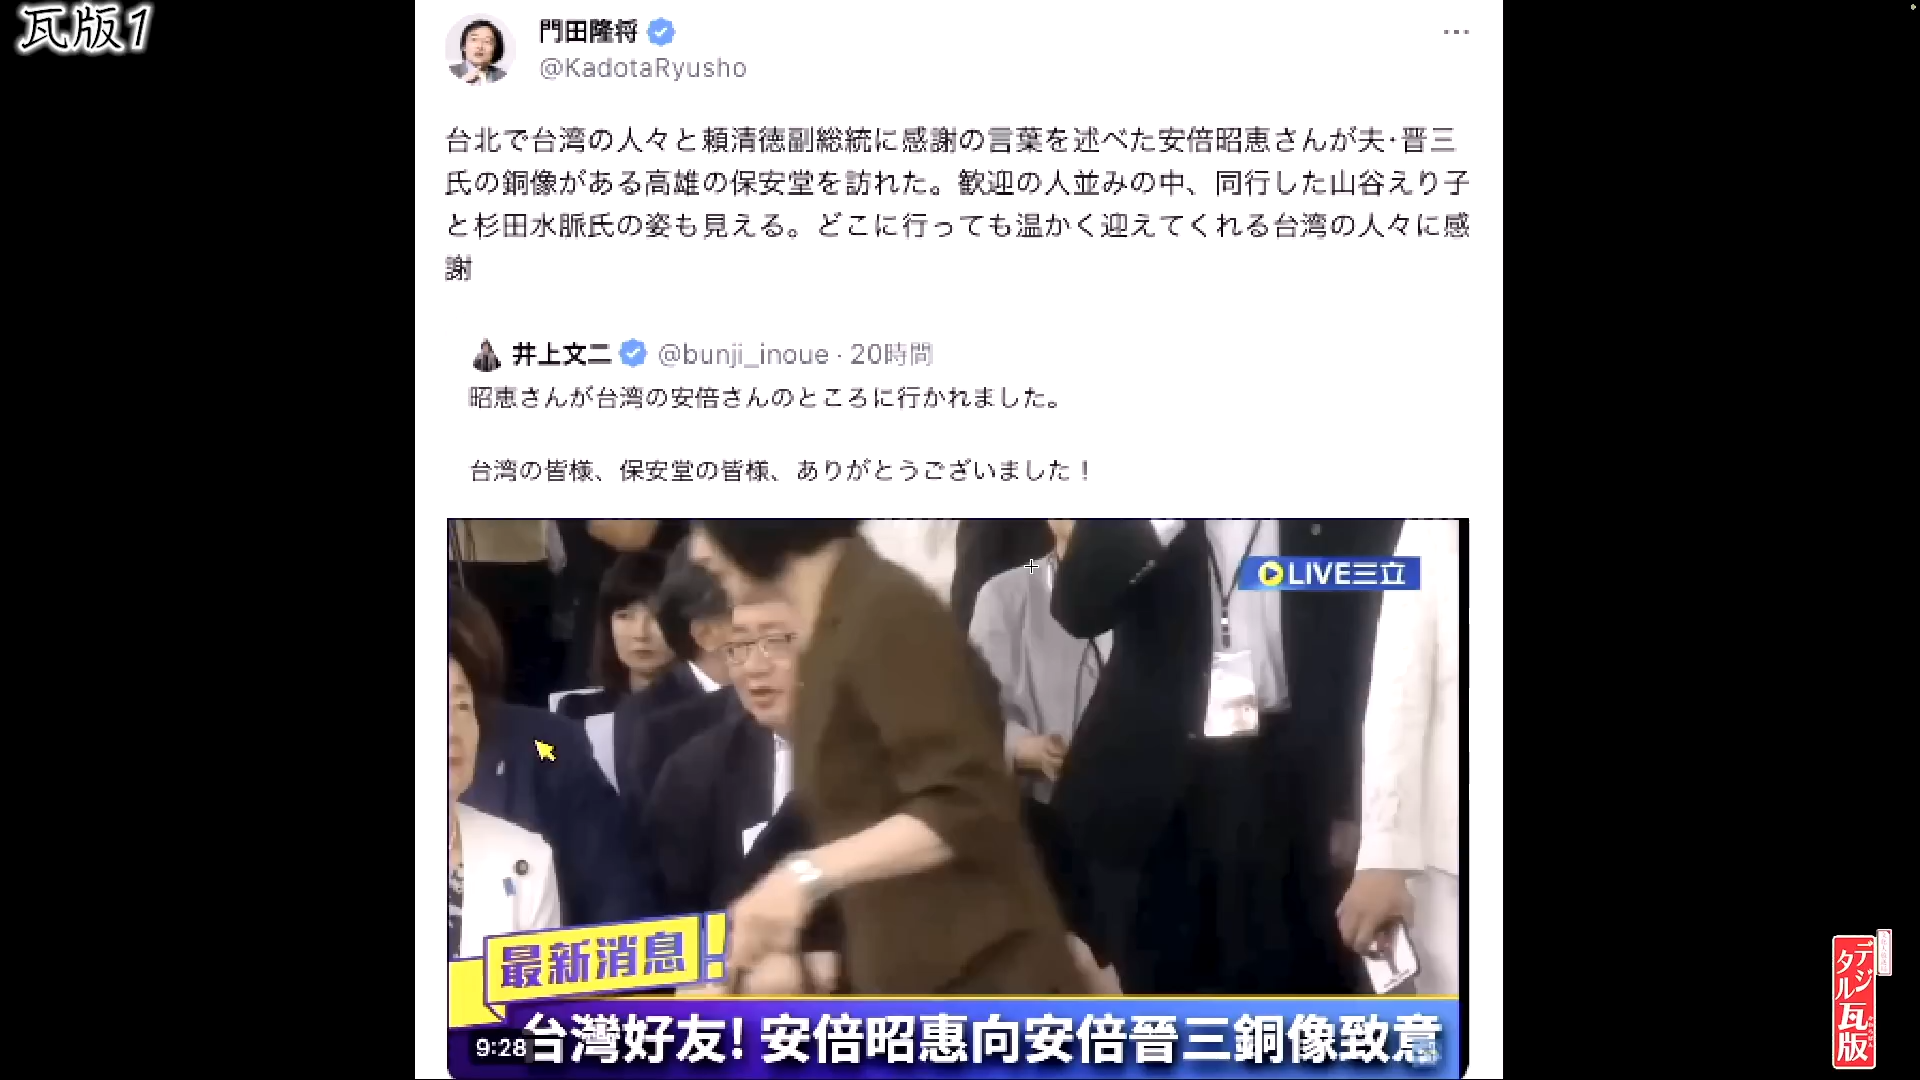 瓦版1
門田隆将
@KadotaRyusho
台北で台湾の人々と頼清徳副総統に感謝の言葉を述べた安倍昭恵さんが夫･晋三
氏の銅像がある高雄の保安堂を訪れた。歓迎の人並みの中、同行した山谷えり子
と杉田水脈氏の姿も見える。どこに行っても温かく迎えてくれる台湾の人々に感
謝
井上文二 @bunji_inoue · 20時間
昭恵さんが台湾の安倍さんのところに行かれました。
台湾の皆様、保安堂の皆様、ありがとうございました！
LIVE三立
最新消息!
台灣好友! 安倍昭惠向安倍晉三銅像致意
9:28
デジタル瓦版